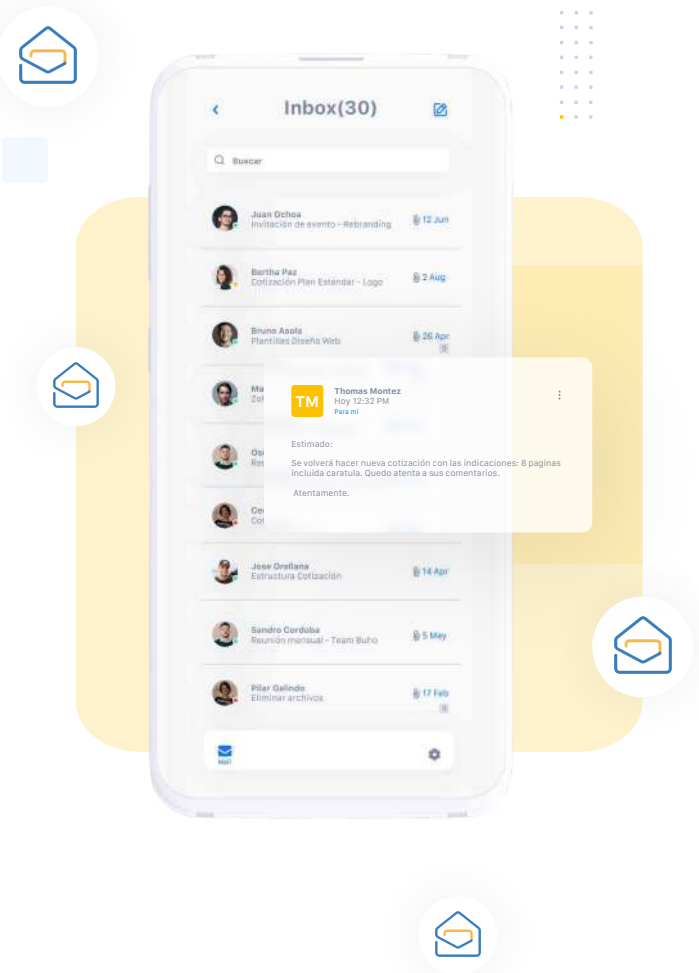 Inbox(30)
Buscar
Juan Ochoa
Invitación de evento - Rebranding
12 Jun
Bertha Paz
Cotización Plan Estándar - Logo
2 Aug
Bruno Asola
Plantillas Diseño Web
26 Apr
TM
Thomas Montez
Hoy 12:32 PM
Para mi
Estimado:
Se volverá hacer nueva cotización con las indicaciones: 8 paginas
incluida caratula. Quedo atenta a sus comentarios.
Atentamente.
Jose Orellana
Estructura Cotización
14 Apr
Sandro Cordoba
Reunión mensual - Team Buho
5 May
Pilar Galindo
Eliminar archivos
17 Feb
Mail